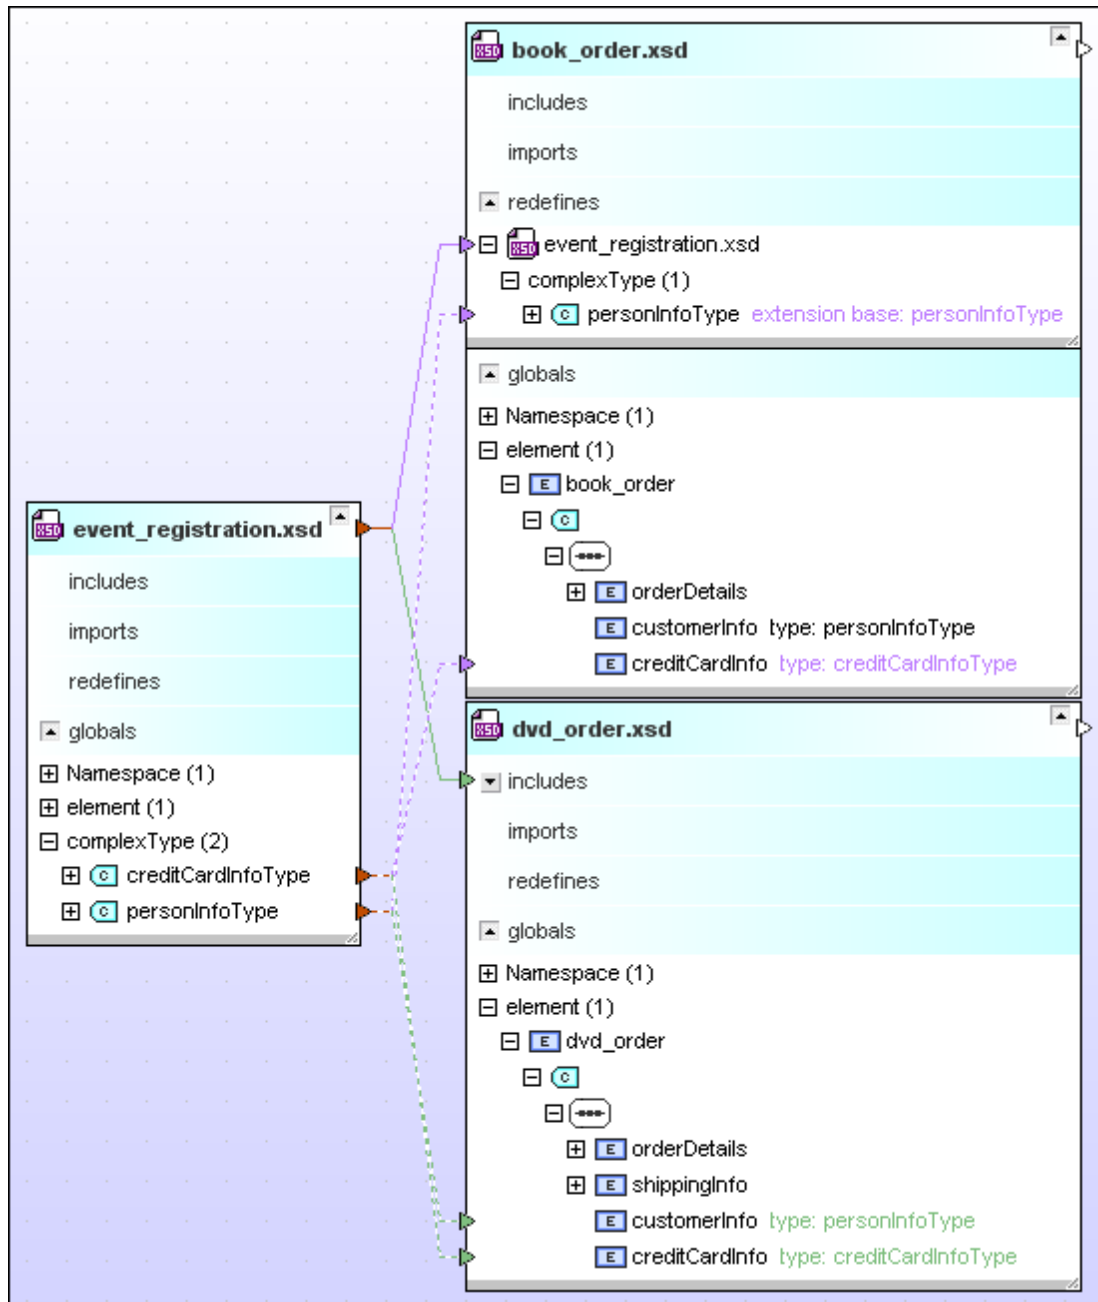 book_order.xsd
includes
imports
redefines
event_registration.xsd
complexType (1)
personInfoType extension base: personInfoType
globals
Namespace (1)
element (1)
book_order
orderDetails
customerInfo type: personInfoType
creditCardInfo type: creditCardInfoType
event_registration.xsd
includes
imports
redefines
globals
Namespace (1)
element (1)
complexType (2)
creditCardInfoType
personInfoType
dvd_order.xsd
includes
imports
redefines
globals
Namespace (1)
element (1)
dvd_order
orderDetails
shippingInfo
customerInfo type: personInfoType
creditCardInfo type: creditCardInfoType